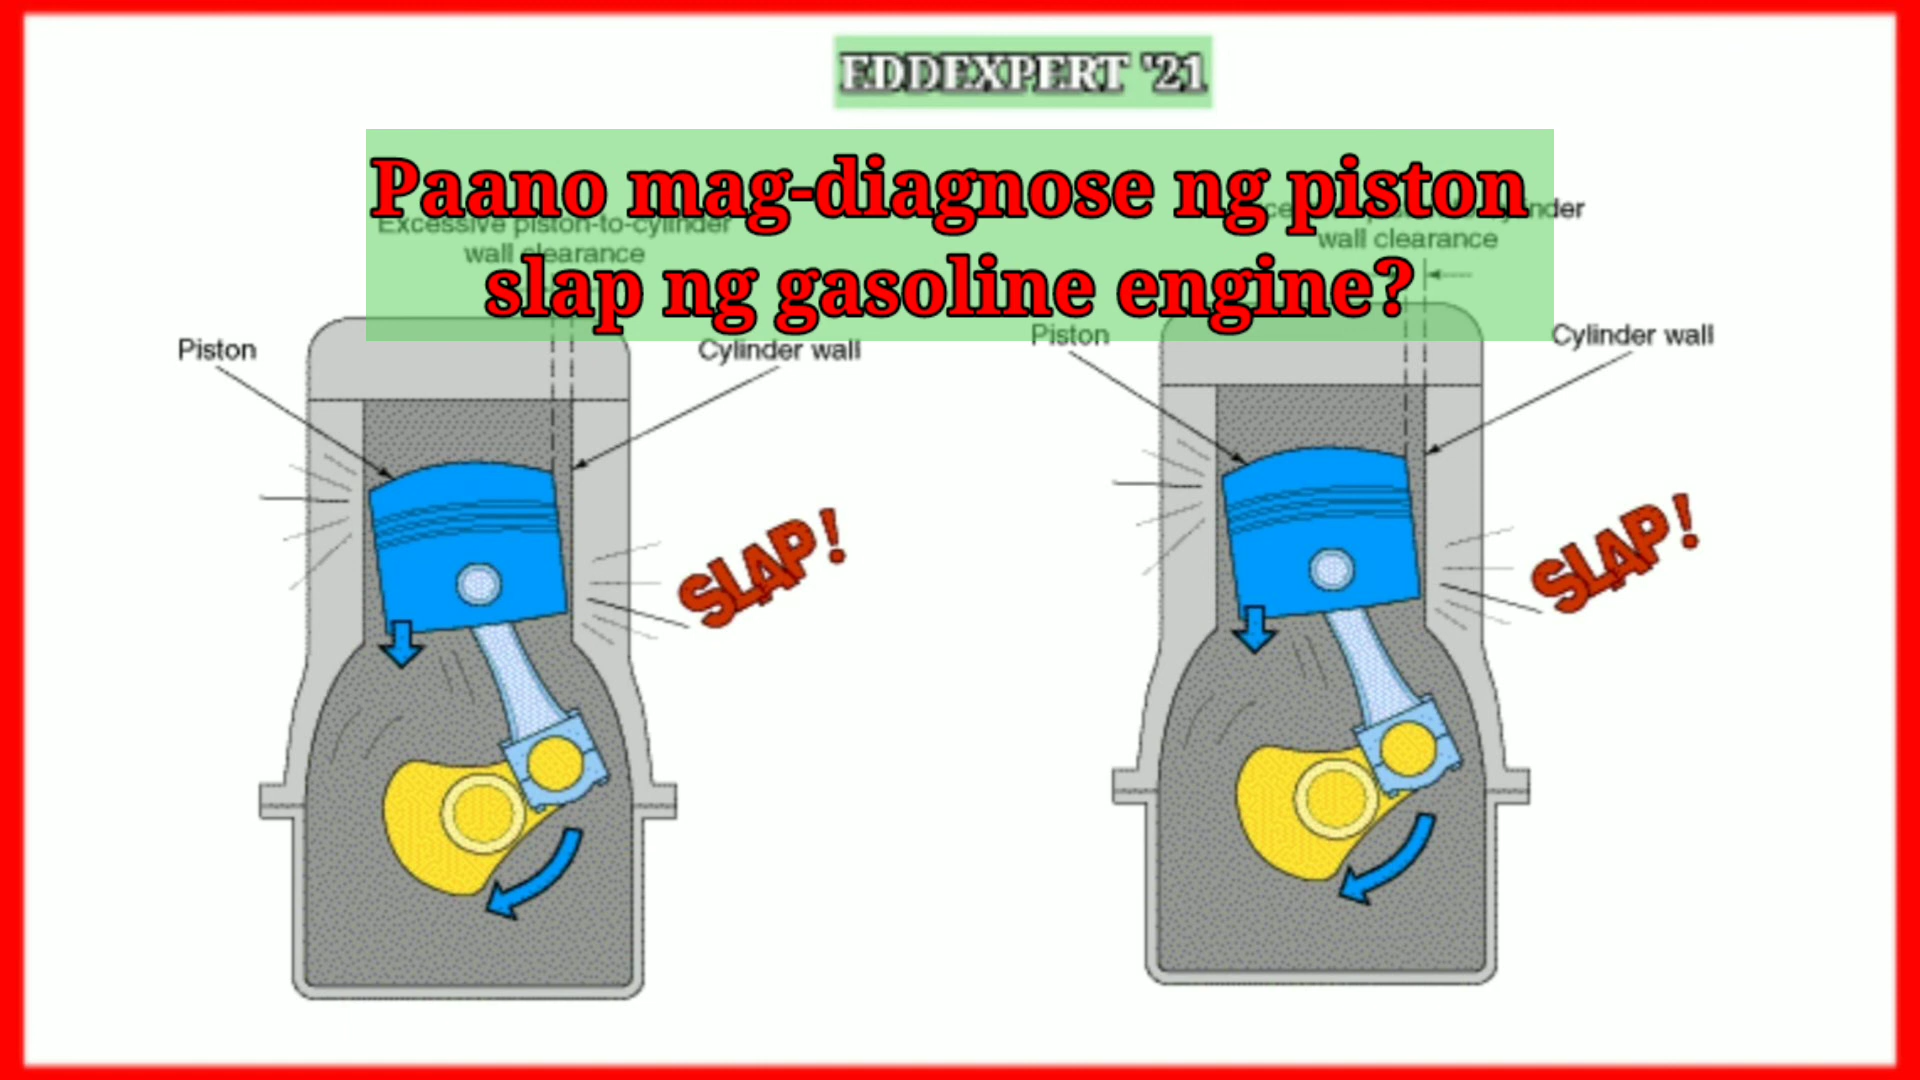 EDDEXPERT '21
Paano mag-diagnose ng piston
slap ng gasoline engine?
Excessive piston-to-cylinder
wall clearance
Piston
Cylinder wall
SLAP!
wall clearance
Piston
Cylinder wall
SLAP!